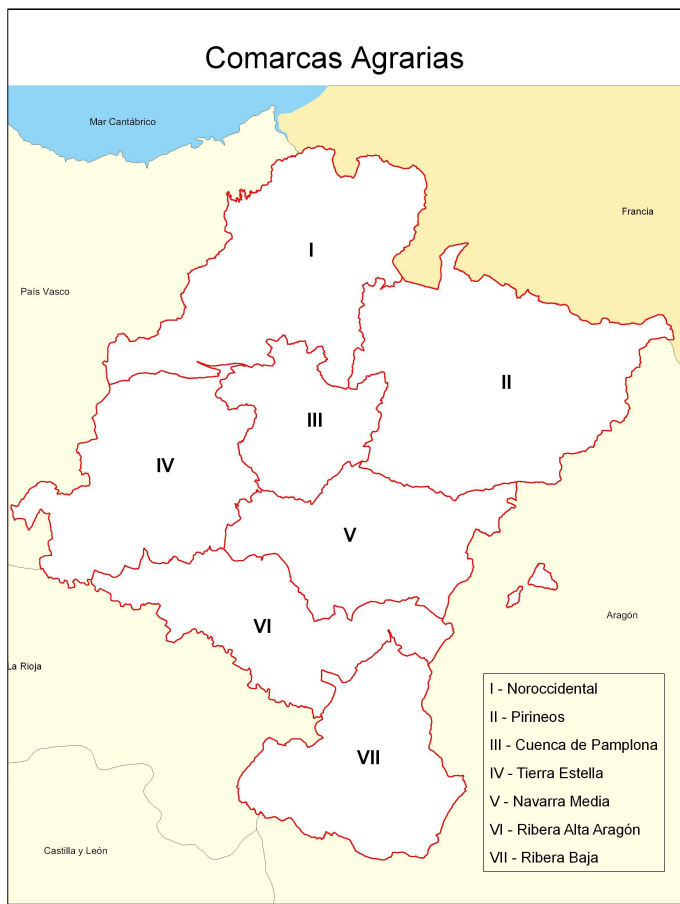 Comarcas Agrarias
Mar Cantábrico
Francia
I
País Vasco
II
III
IV
V
Aragón
VI
La Rioja
VII
Castilla y León
I - Noroccidental
II - Pirineos
III - Cuenca de Pamplona
IV - Tierra Estella
V - Navarra Media
VI - Ribera Alta Aragón
VII - Ribera Baja